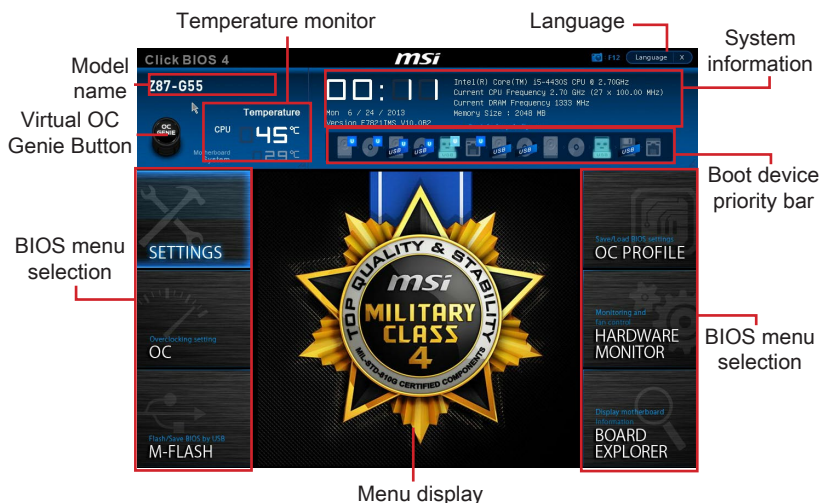 Temperature monitor
Language
System
information
Model
name
Virtual OC
Genie Button
BIOS menu
selection
Click BIOS 4
msi
F12
Language
X
Z87-G55
OC
GENIE
Temperature
CPU
45°C
Motherboard
System
29°C
00:11
Mon 6 / 24 / 2013
Version E7821IMS V10.0B2
Intel(R) Core(TM) i5-4430S CPU @ 2.70GHz
Current CPU Frequency 2.70 GHz (27 x 100.00 MHz)
Current DRAM Frequency 1333 MHz
Memory Size : 2048 MB
U
U
USB U
USB U
U
U
USB
USB
USB
Boot device
priority bar
SETTINGS
Overclocking setting
OC
Flash/Save BIOS by USB
M-FLASH
TOP QUALITY & STABILITY
msi
MILITARY
CLASS
4
MIL-STD-810G CERTIFIED COMPONENTS
Save/Load BIOS settings
OC PROFILE
Monitoring and
fan control
HARDWARE
MONITOR
Display motherboard
information
BOARD
EXPLORER
BIOS menu
selection
Menu display